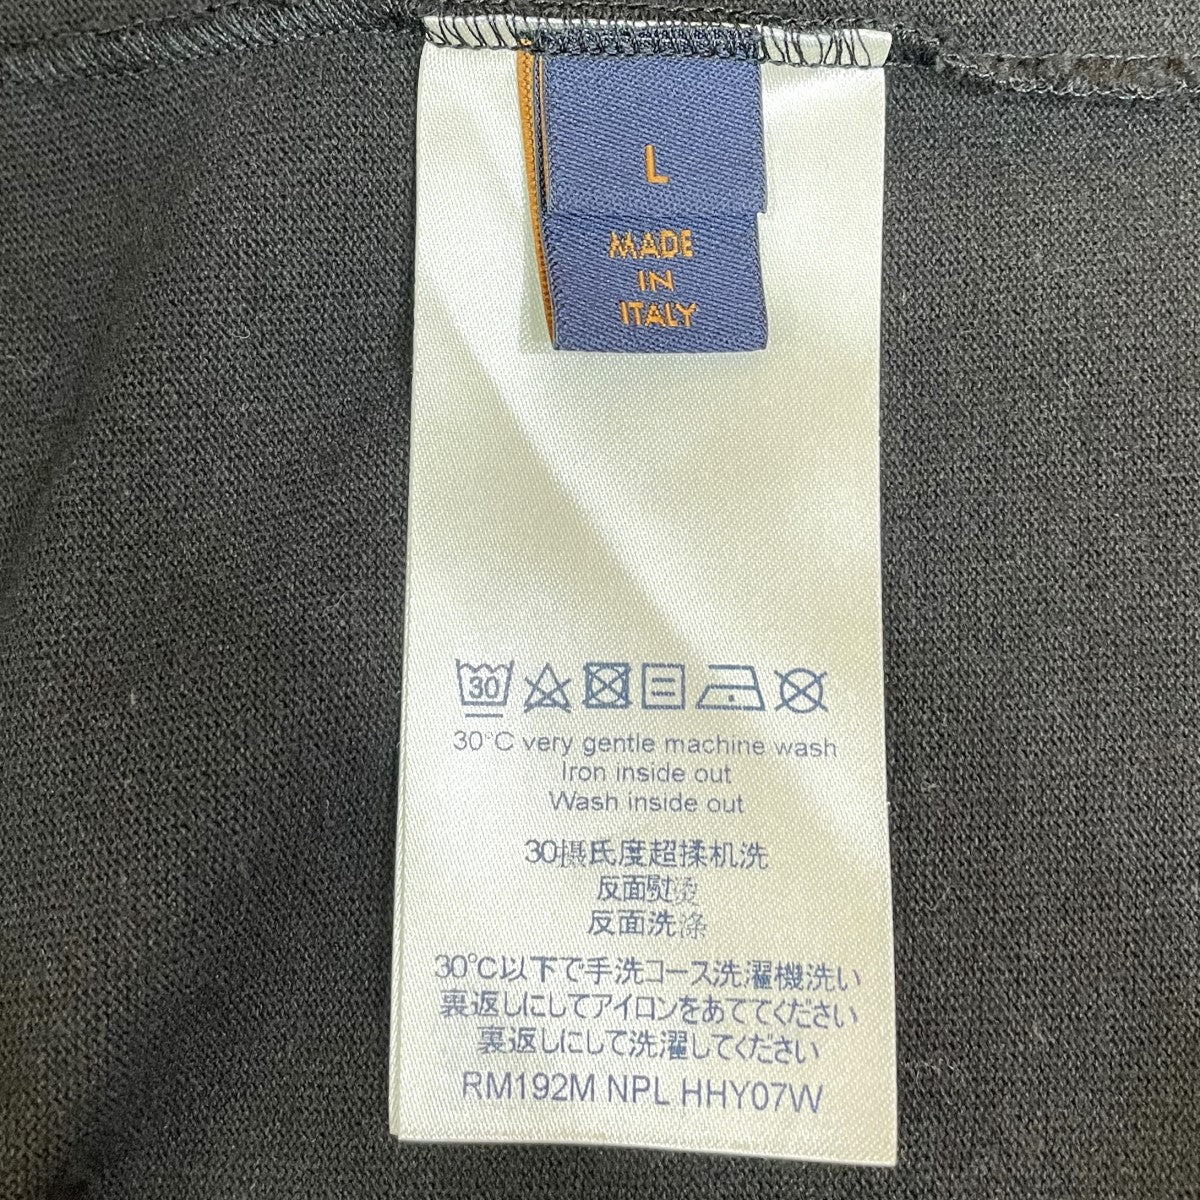 L
MADE
IN
ITALY
30
30°C very gentle machine wash
Iron inside out
Wash inside out
30摄氏度超揉机洗
反面熨烫
反面洗涤
30℃以下で手洗コース洗濯機洗い
裏返しにしてアイロンをあててください
裏返しにして洗濯してください
RM192M NPL HHY07W